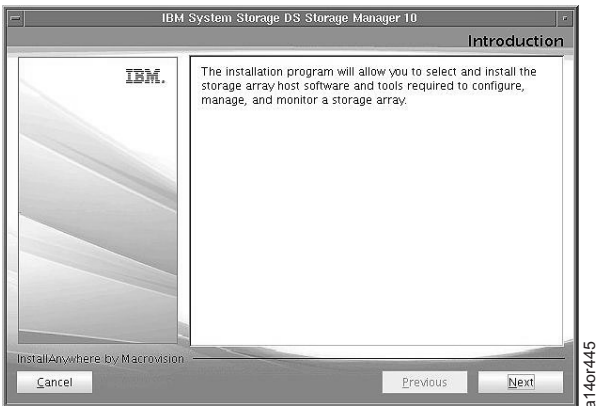 IBM System Storage DS Storage Manager 10
Introduction
IBM.
The installation program will allow you to select and install the
storage array host software and tools required to configure,
manage, and monitor a storage array.
InstallAnywhere by Macrovision
Cancel
Previous
Next
a14or445